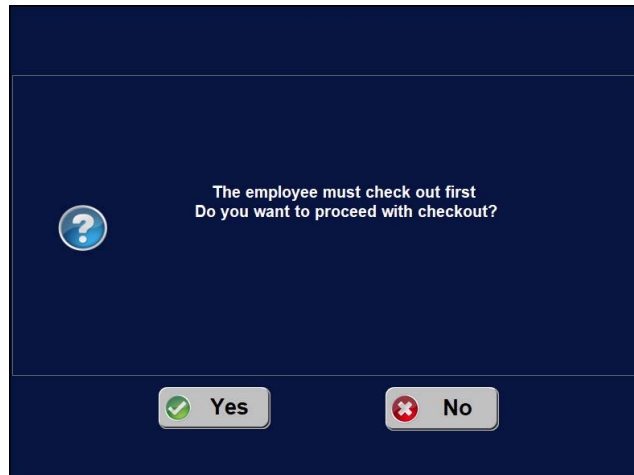 The employee must check out first
Do you want to proceed with checkout?
Yes
No